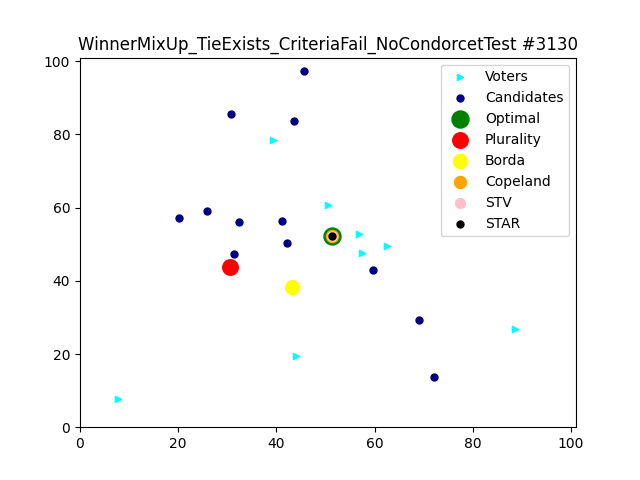 WinnerMixUp_TieExists_CriteriaFail_NoCondorcetTest #3130
100
80
60
40
20
0
0 20 40 60 80 100
Voters
Candidates
Optimal
Plurality
Borda
Copeland
STV
STAR